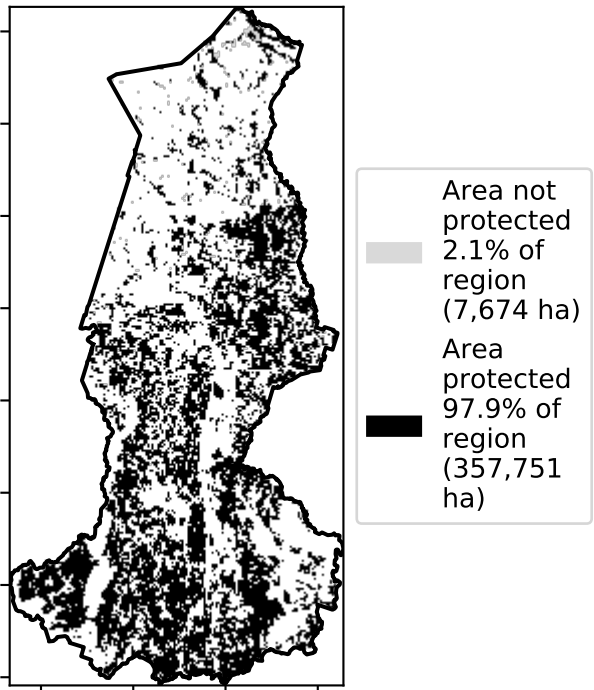 Area not
protected
2.1% of
region
(7,674 ha)
Area
protected
97.9% of
region
(357,751
ha)